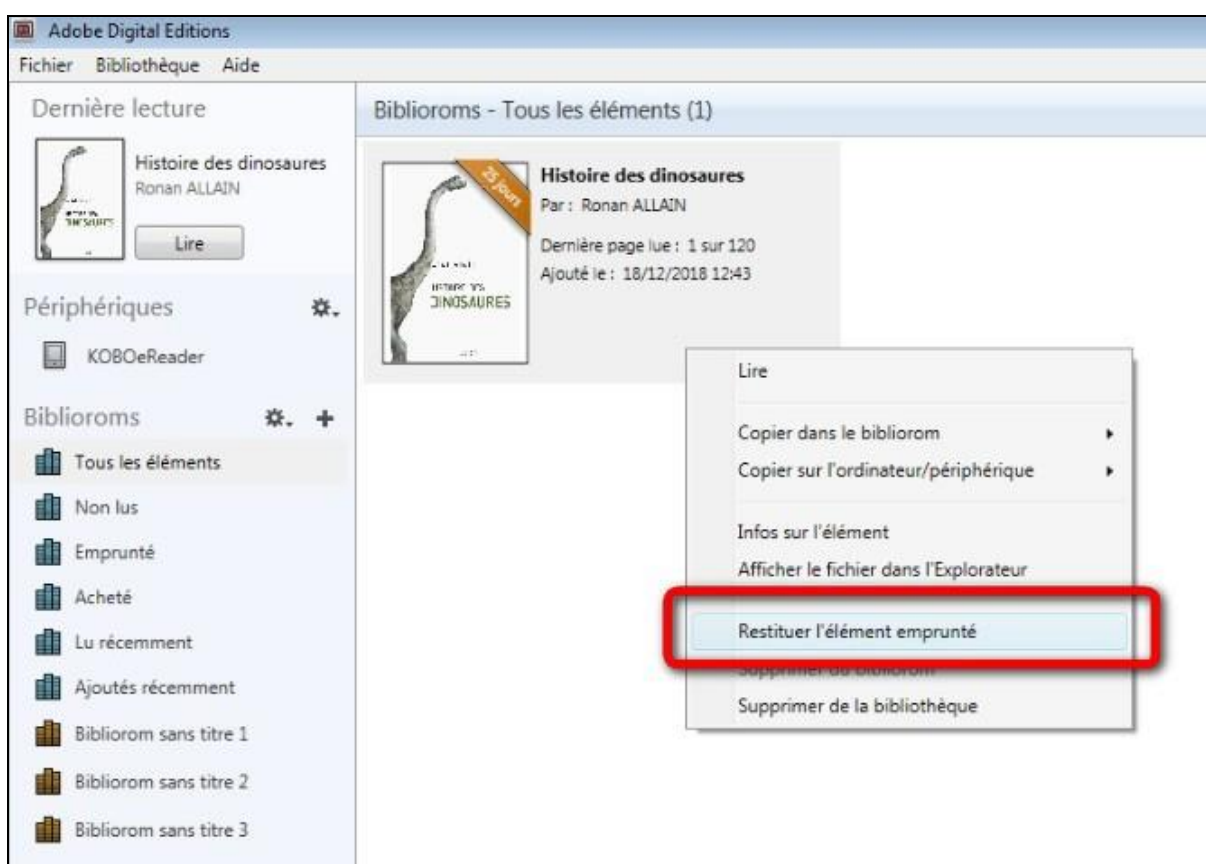 Adobe Digital Editions
Fichier Bibliothèque Aide
Dernière lecture
Histoire des dinosaures
Ronan ALLAIN
Lire
Périphériques
KOBOeReader
Biblioroms
Tous les éléments
Non lus
Emprunté
Acheté
Lu récemment
Ajoutés récemment
Bibliorom sans titre 1
Bibliorom sans titre 2
Bibliorom sans titre 3
Biblioroms - Tous les éléments (1)
25 jours
DINOSAURES
Histoire des dinosaures
Par : Ronan ALLAIN
Dernière page lue : 1 sur 120
Ajouté le : 18/12/2018 12:43
Lire
Copier dans le bibliorom
Copier sur l'ordinateur/périphérique
Infos sur l'élément
Afficher le fichier dans l'Explorateur
Restituer l'élément emprunté
Supprimer du bibliorom
Supprimer de la bibliothèque